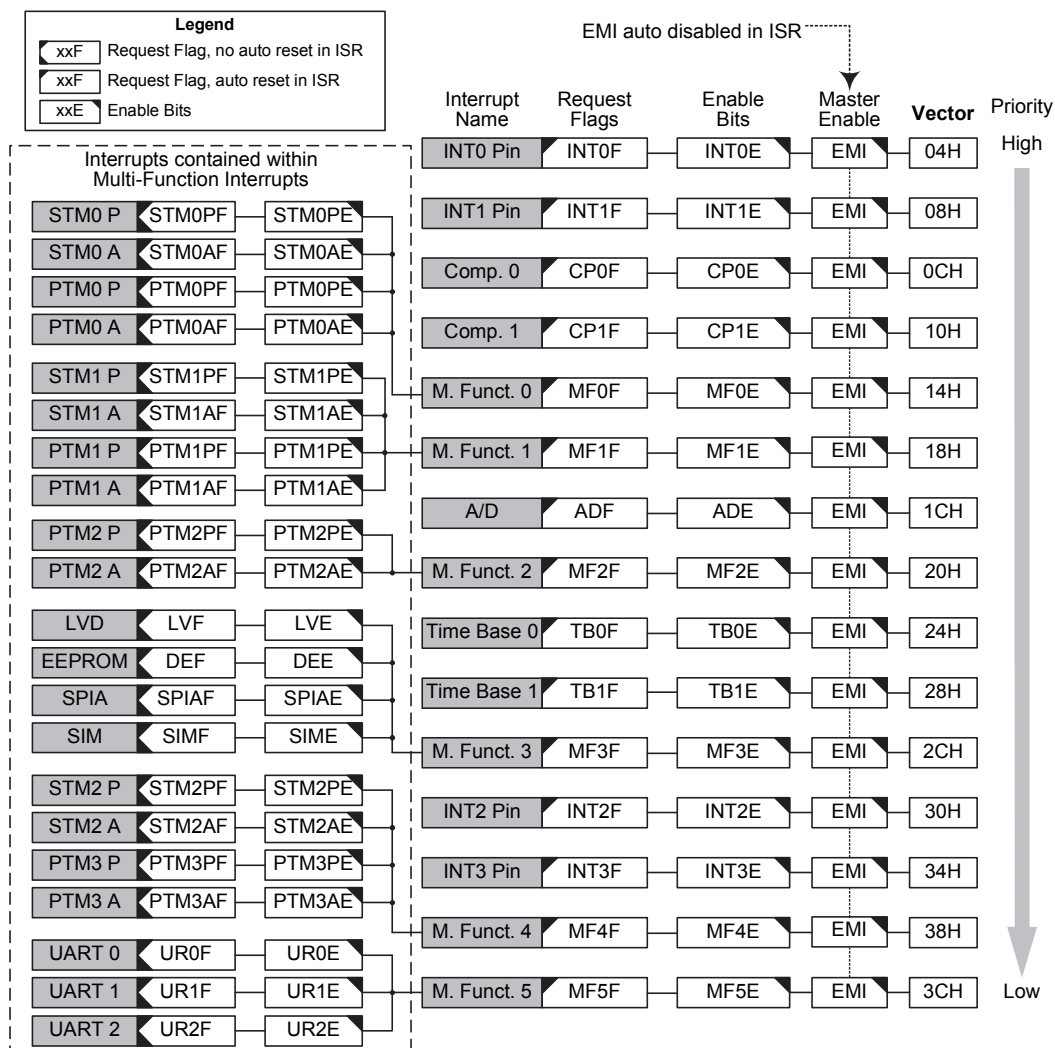 Legend
xxF Request Flag, no auto reset in ISR
xxF Request Flag, auto reset in ISR
xxE Enable Bits
EMI auto disabled in ISR
Interrupt Name
Request Flags
Enable Bits
Master Enable
Vector
Priority
High
INT0 Pin INT0F INT0E EMI 04H
INT1 Pin INT1F INT1E EMI 08H
Comp. 0 CP0F CP0E EMI 0CH
Comp. 1 CP1F CP1E EMI 10H
M. Funct. 0 MF0F MF0E EMI 14H
M. Funct. 1 MF1F MF1E EMI 18H
A/D ADF ADE EMI 1CH
M. Funct. 2 MF2F MF2E EMI 20H
Time Base 0 TB0F TB0E EMI 24H
Time Base 1 TB1F TB1E EMI 28H
M. Funct. 3 MF3F MF3E EMI 2CH
INT2 Pin INT2F INT2E EMI 30H
INT3 Pin INT3F INT3E EMI 34H
M. Funct. 4 MF4F MF4E EMI 38H
M. Funct. 5 MF5F MF5E EMI 3CH
Low
Interrupts contained within
Multi-Function Interrupts
STM0 P STM0PF STM0PE
STM0 A STM0AF STM0AE
PTM0 P PTM0PF PTM0PE
PTM0 A PTM0AF PTM0AE
STM1 P STM1PF STM1PE
STM1 A STM1AF STM1AE
PTM1 P PTM1PF PTM1PE
PTM1 A PTM1AF PTM1AE
PTM2 P PTM2PF PTM2PE
PTM2 A PTM2AF PTM2AE
LVD LVF LVE
EEPROM DEF DEE
SPIA SPIAF SPIAE
SIM SIMF SIME
STM2 P STM2PF STM2PE
STM2 A STM2AF STM2AE
PTM3 P PTM3PF PTM3PE
PTM3 A PTM3AF PTM3AE
UART 0 UR0F UR0E
UART 1 UR1F UR1E
UART 2 UR2F UR2E